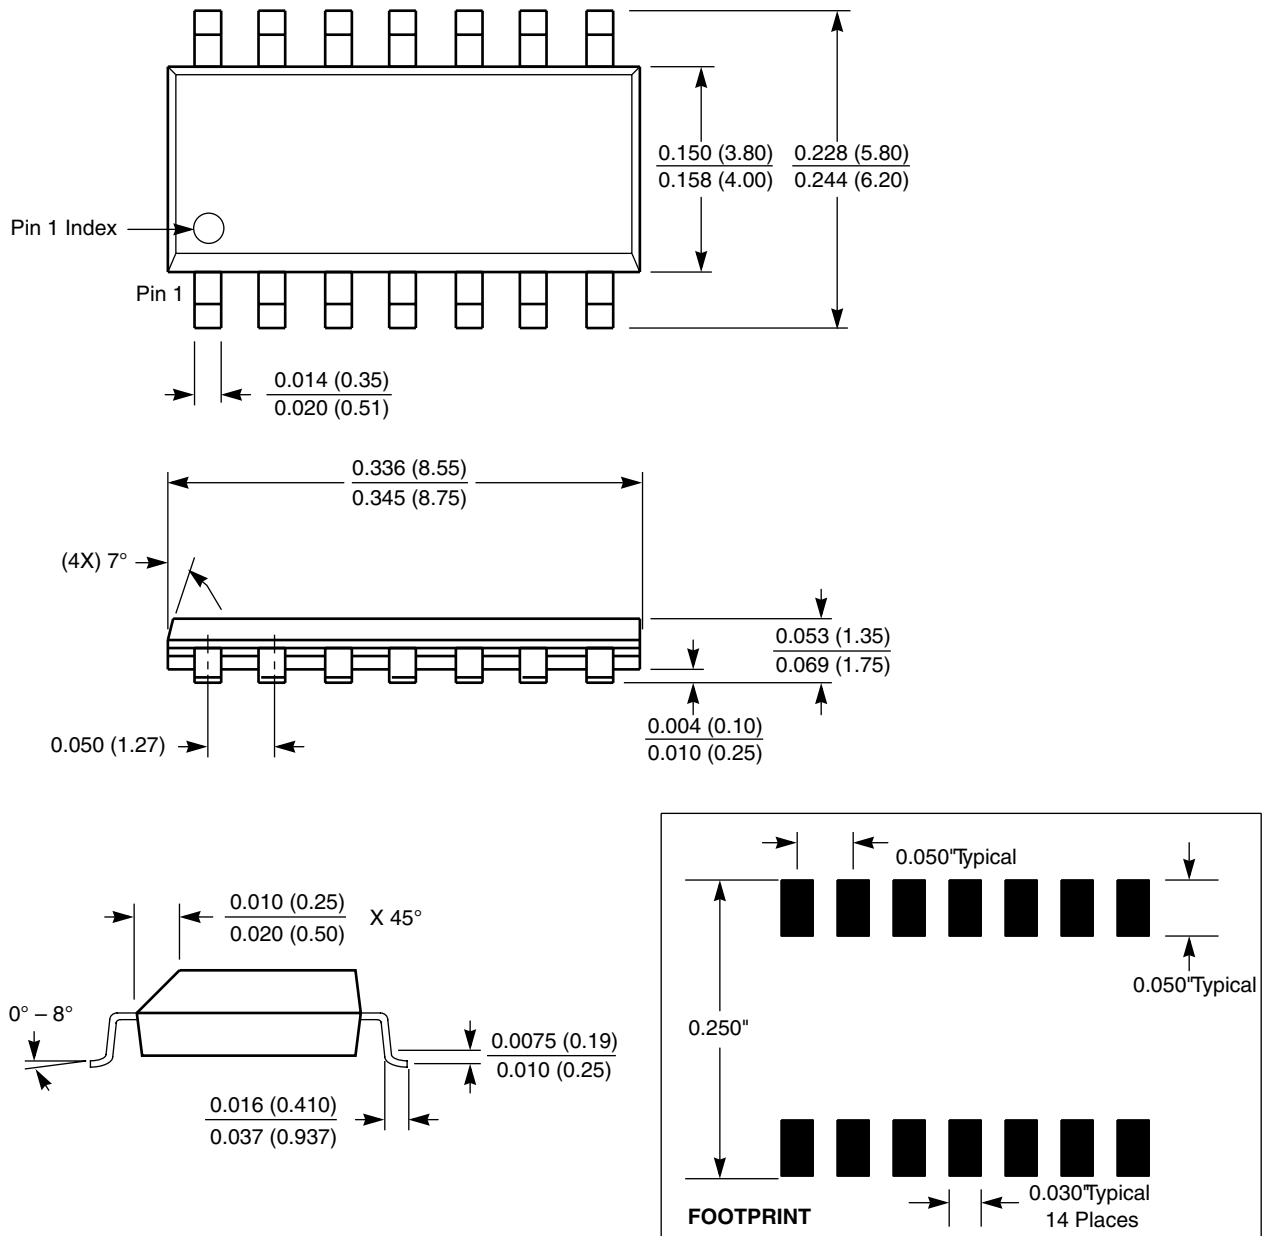 0.150 (3.80)
0.158 (4.00)
0.228 (5.80)
0.244 (6.20)
Pin 1 Index
Pin 1
0.014 (0.35)
0.020 (0.51)
0.336 (8.55)
0.345 (8.75)
(4X) 7°
0.053 (1.35)
0.069 (1.75)
0.004 (0.10)
0.010 (0.25)
0.050 (1.27)
0.010 (0.25)
0.020 (0.50)
X 45°
0° – 8°
0.0075 (0.19)
0.010 (0.25)
0.016 (0.410)
0.037 (0.937)
0.050"Typical
0.050"Typical
0.250"
0.030"Typical
14 Places
FOOTPRINT